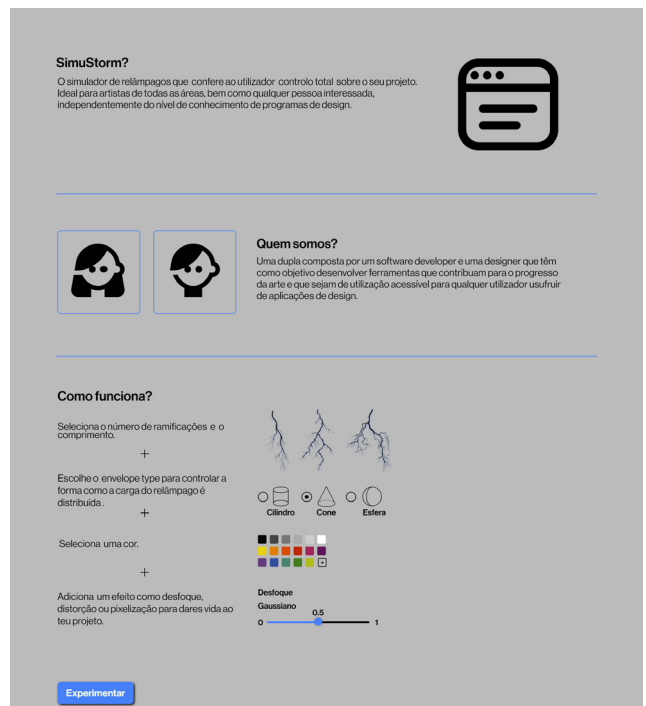 SimuStorm?
O simulador de relâmpagos que confere ao utilizador controlo total sobre o seu projeto.
Ideal para artistas de todas as áreas, bem como qualquer pessoa interessada,
independentemente do nível de conhecimento de programas de design.
Quem somos?
Uma dupla composta por um software developer e uma designer que têm
como objetivo desenvolver ferramentas que contribuam para o progresso
da arte e que sejam de utilização acessível para qualquer utilizador usufruir
de aplicações de design.
Como funciona?
Seleciona o número de ramificações e o
comprimento.
+
Escolhe o envelope type para controlar a
forma como a carga do relâmpago é
distribuída .
Cilindro Cone Esfera
+
Seleciona uma cor.
+
Adiciona um efeito como desfoque,
distorção ou pixelização para dares vida ao
teu projeto.
Desfoque
Gaussiano
0.5
0 1
Experimentar